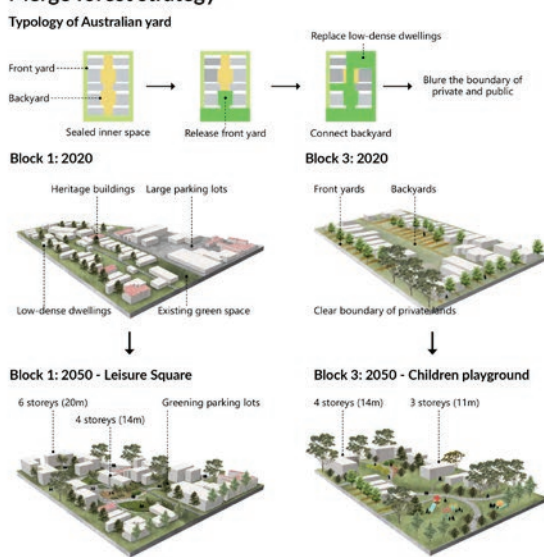 Merge forest strategy
Typology of Australian yard
Replace low-dense dwellings
Front yard
Backyard
Blure the boundary of
private and public
Sealed inner space
Release front yard
Connect backyard
Block 1: 2020
Block 3: 2020
Heritage buildings
Large parking lots
Front yards
Backyards
Low-dense dwellings
Existing green space
Clear boundary of private lands
Block 1: 2050 - Leisure Square
Block 3: 2050 - Children playground
6 storeys (20m)
4 storeys (14m)
Greening parking lots
4 storeys (14m)
3 storeys (11m)